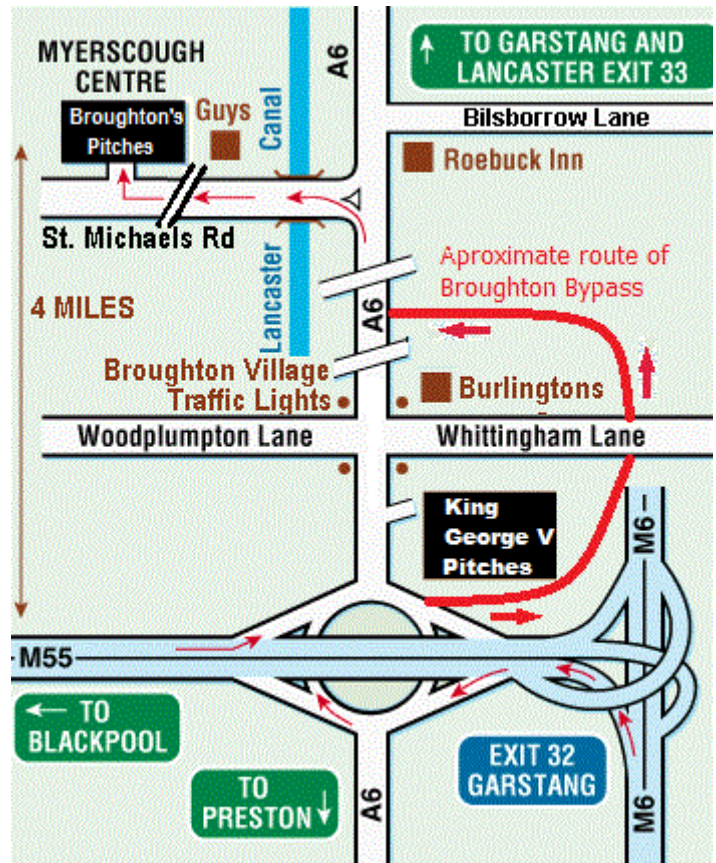 MYERSCOUGH
CENTRE
Broughton's
Pitches
Guys
Canal
A6
↑ TO GARSTANG AND
LANCASTER EXIT 33
Bilsborrow Lane
Roebuck Inn
St. Michaels Rd
Lancaster
Aproximate route of
Broughton Bypass
4 MILES
A6
Broughton Village
Traffic Lights
Burlingtons
Woodplumpton Lane
Whittingham Lane
King
George V
Pitches
M6
M55
← TO
BLACKPOOL
EXIT 32
GARSTANG
TO
PRESTON ↓
A6
M6